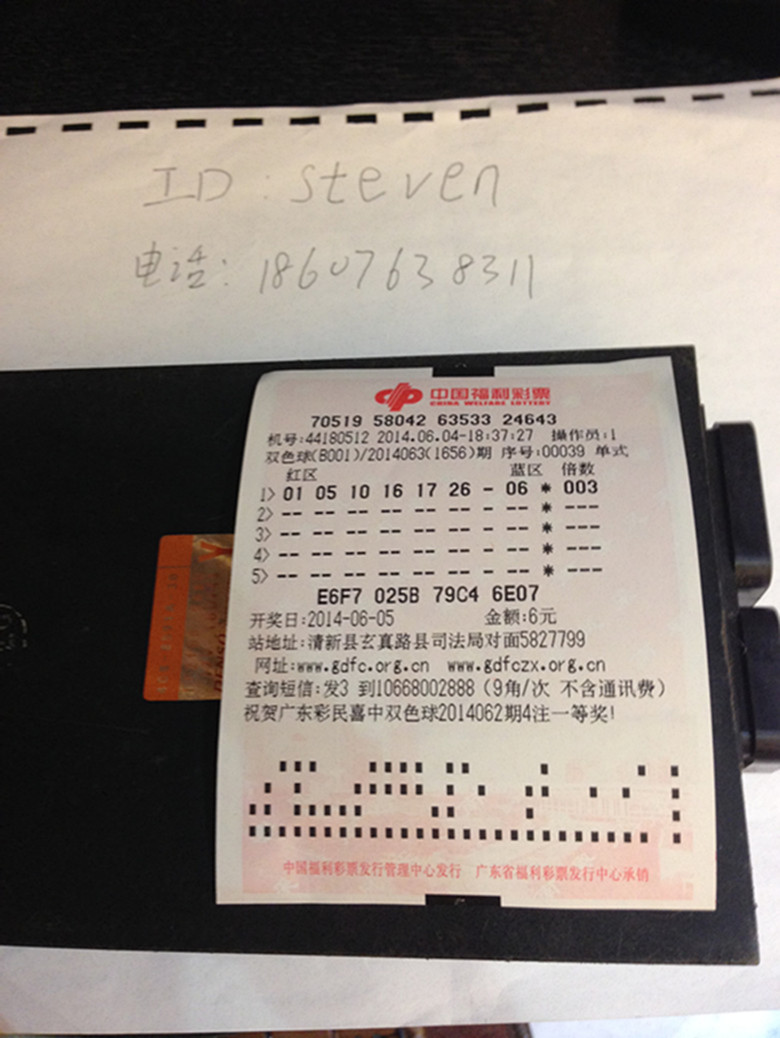 ID:steven
电话:18607638311
中国福利彩票
CHINA WELFARE LOTTERY
70519 58042 63533 24643
机号:44180512 2014.06.04-18:37:27 操作员:1
双色球(B001)/2014063(1656)期 序号:00039 单式
红区 蓝区 倍数
1> 01 05 10 16 17 26 - 06 * 003
2> -- -- -- -- -- -- - -- * ---
3> -- -- -- -- -- -- - -- * ---
4> -- -- -- -- -- -- - -- * ---
5> -- -- -- -- -- -- - -- * ---
E6F7 025B 79C4 6E07
开奖日:2014-06-05 金额:6元
站地址:清新县玄真路县司法局对面5827799
网址:www.gdfc.org.cn www.gdfczx.org.cn
查询短信:发3 到10668002888(9角/次 不含通讯费)
祝贺广东彩民喜中双色球2014062期4注一等奖!
中国福利彩票发行管理中心发行 广东省福利彩票发行中心承销